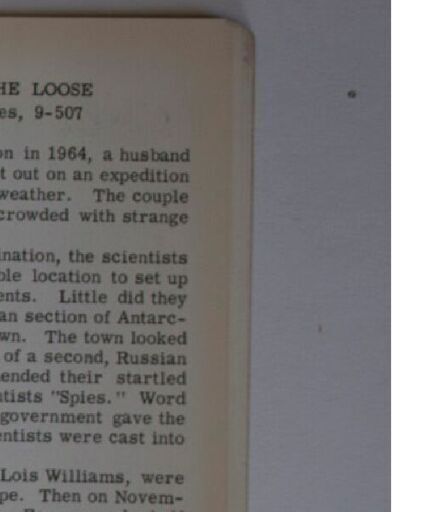 HE LOOSE
es, 9-507
on in 1964, a husband
t out on an expedition
weather. The couple
crowded with strange
ination, the scientists
ble location to set up
ents. Little did they
an section of Antarc-
wn. The town looked
of a second, Russian
ended their startled
ntists "Spies." Word
government gave the
entists were cast into
Lois Williams, were
pe. Then on Novem-